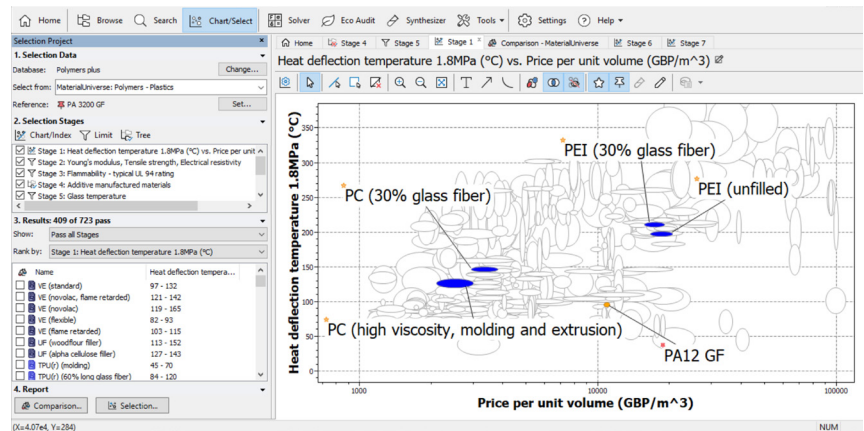 Home Browse Search Chart/Select Solver Eco Audit Synthesizer Tools Settings ? Help
Selection Project ×
1. Selection Data
Database: Polymers plus Change...
Select from: MaterialUniverse: Polymers - Plastics
Reference: PA 3200 GF Set...
2. Selection Stages
Chart/Index Limit Tree
Stage 1: Heat deflection temperature 1.8MPa (°C) vs. Price per unit
Stage 2: Young's modulus, Tensile strength, Electrical resistivity
Stage 3: Flammability - typical UL 94 rating
Stage 4: Additive manufactured materials
Stage 5: Glass temperature
3. Results: 409 of 723 pass
Show: Pass all Stages
Rank by: Stage 1: Heat deflection temperature 1.8MPa (°C)
Name Heat deflection tempera...
VE (standard) 97 - 132
VE (novolac, flame retarded) 121 - 142
VE (novolac) 119 - 165
VE (flexible) 82 - 93
VE (flame retarded) 103 - 115
UF (woodflour filler) 113 - 152
UF (alpha cellulose filler) 127 - 143
TPU(r) (molding) 45 - 70
TPU(r) (60% long glass fiber) 84 - 120
4. Report
Comparison... Selection...
(X=4.07e4, Y=284) NUM
Home Stage 4 Stage 5 Stage 1 × Comparison - MaterialUniverse Stage 6 Stage 7
Heat deflection temperature 1.8MPa (°C) vs. Price per unit volume (GBP/m^3)
Heat deflection temperature 1.8MPa (°C)
350
300
250
200
150
100
50
0
PEI (30% glass fiber)
PC (30% glass fiber)
PEI (unfilled)
PC (high viscosity, molding and extrusion)
PA12 GF
1000 10000 100000
Price per unit volume (GBP/m^3)